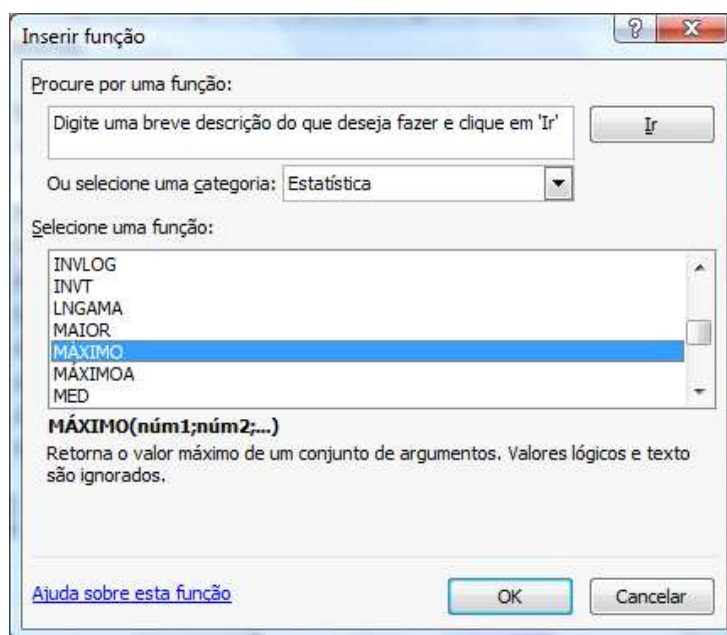 Inserir função
Procure por uma função:
Digite uma breve descrição do que deseja fazer e clique em 'Ir'
Ir
Ou selecione uma categoria: Estatística
Selecione uma função:
INVLOG
INVT
LNGAMA
MAIOR
MÁXIMO
MÁXIMOA
MED
MÁXIMO(núm1;núm2;...)
Retorna o valor máximo de um conjunto de argumentos. Valores lógicos e texto
são ignorados.
Ajuda sobre esta função
OK
Cancelar